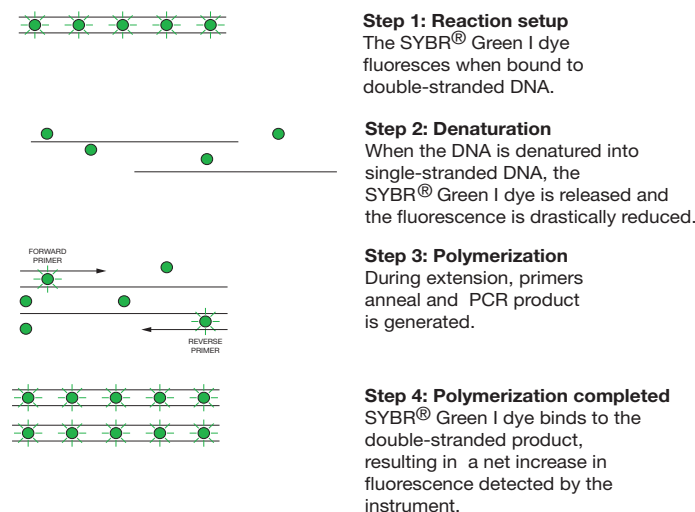 Step 1: Reaction setup
The SYBR® Green I dye
fluoresces when bound to
double-stranded DNA.
Step 2: Denaturation
When the DNA is denatured into
single-stranded DNA, the
SYBR® Green I dye is released and
the fluorescence is drastically reduced.
FORWARD
PRIMER
REVERSE
PRIMER
Step 3: Polymerization
During extension, primers
anneal and  PCR product
is generated.
Step 4: Polymerization completed
SYBR® Green I dye binds to the
double-stranded product,
resulting in  a net increase in
fluorescence detected by the
instrument.